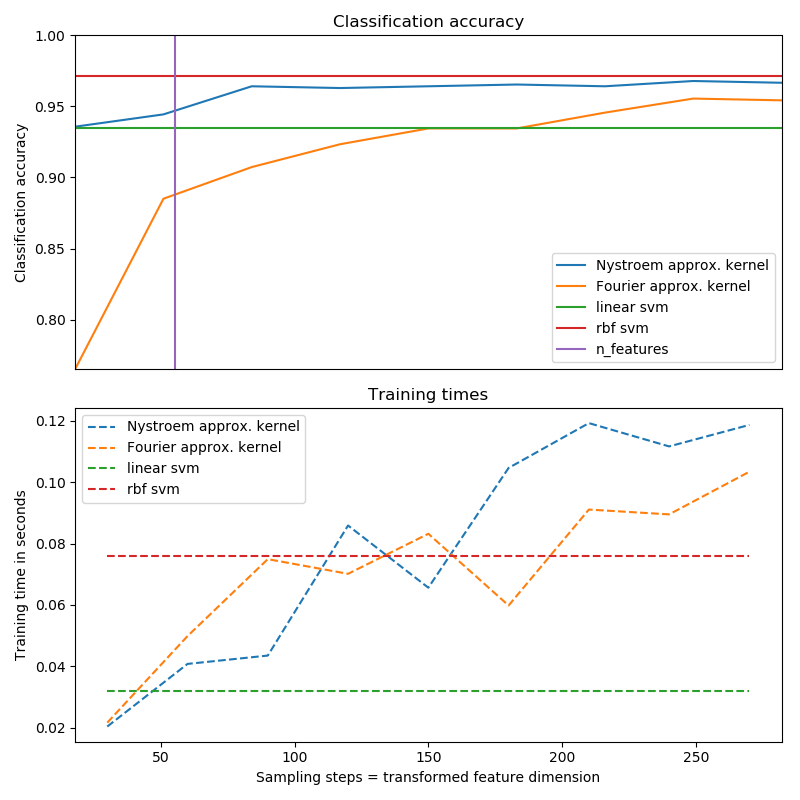 Classification accuracy
1.00
0.95
0.90
0.85
0.80
Classification accuracy
Nystroem approx. kernel
Fourier approx. kernel
linear svm
rbf svm
n_features
Training times
0.12
0.10
0.08
0.06
0.04
0.02
Training time in seconds
Nystroem approx. kernel
Fourier approx. kernel
linear svm
rbf svm
50 100 150 200 250
Sampling steps = transformed feature dimension